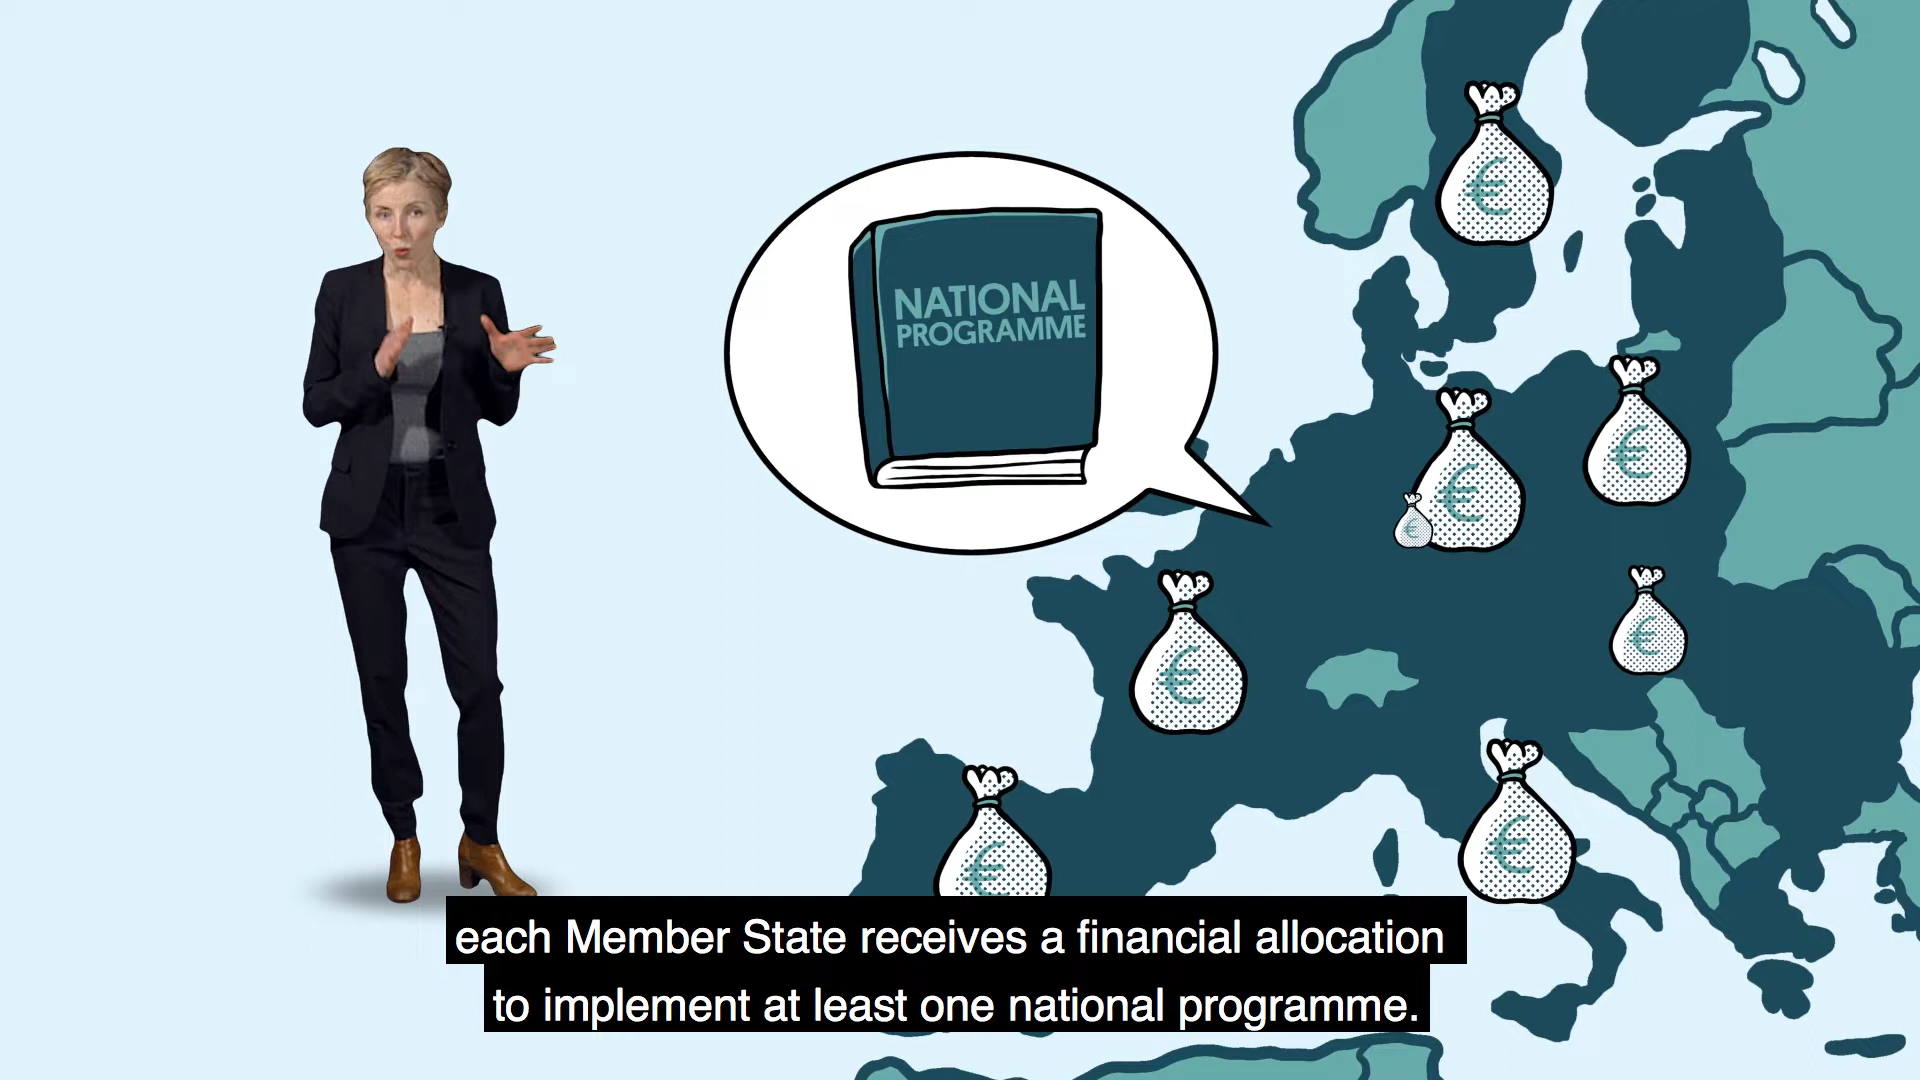 NATIONAL
PROGRAMME
€
€
€
€
€
€
€
€
each Member State receives a financial allocation
to implement at least one national programme.